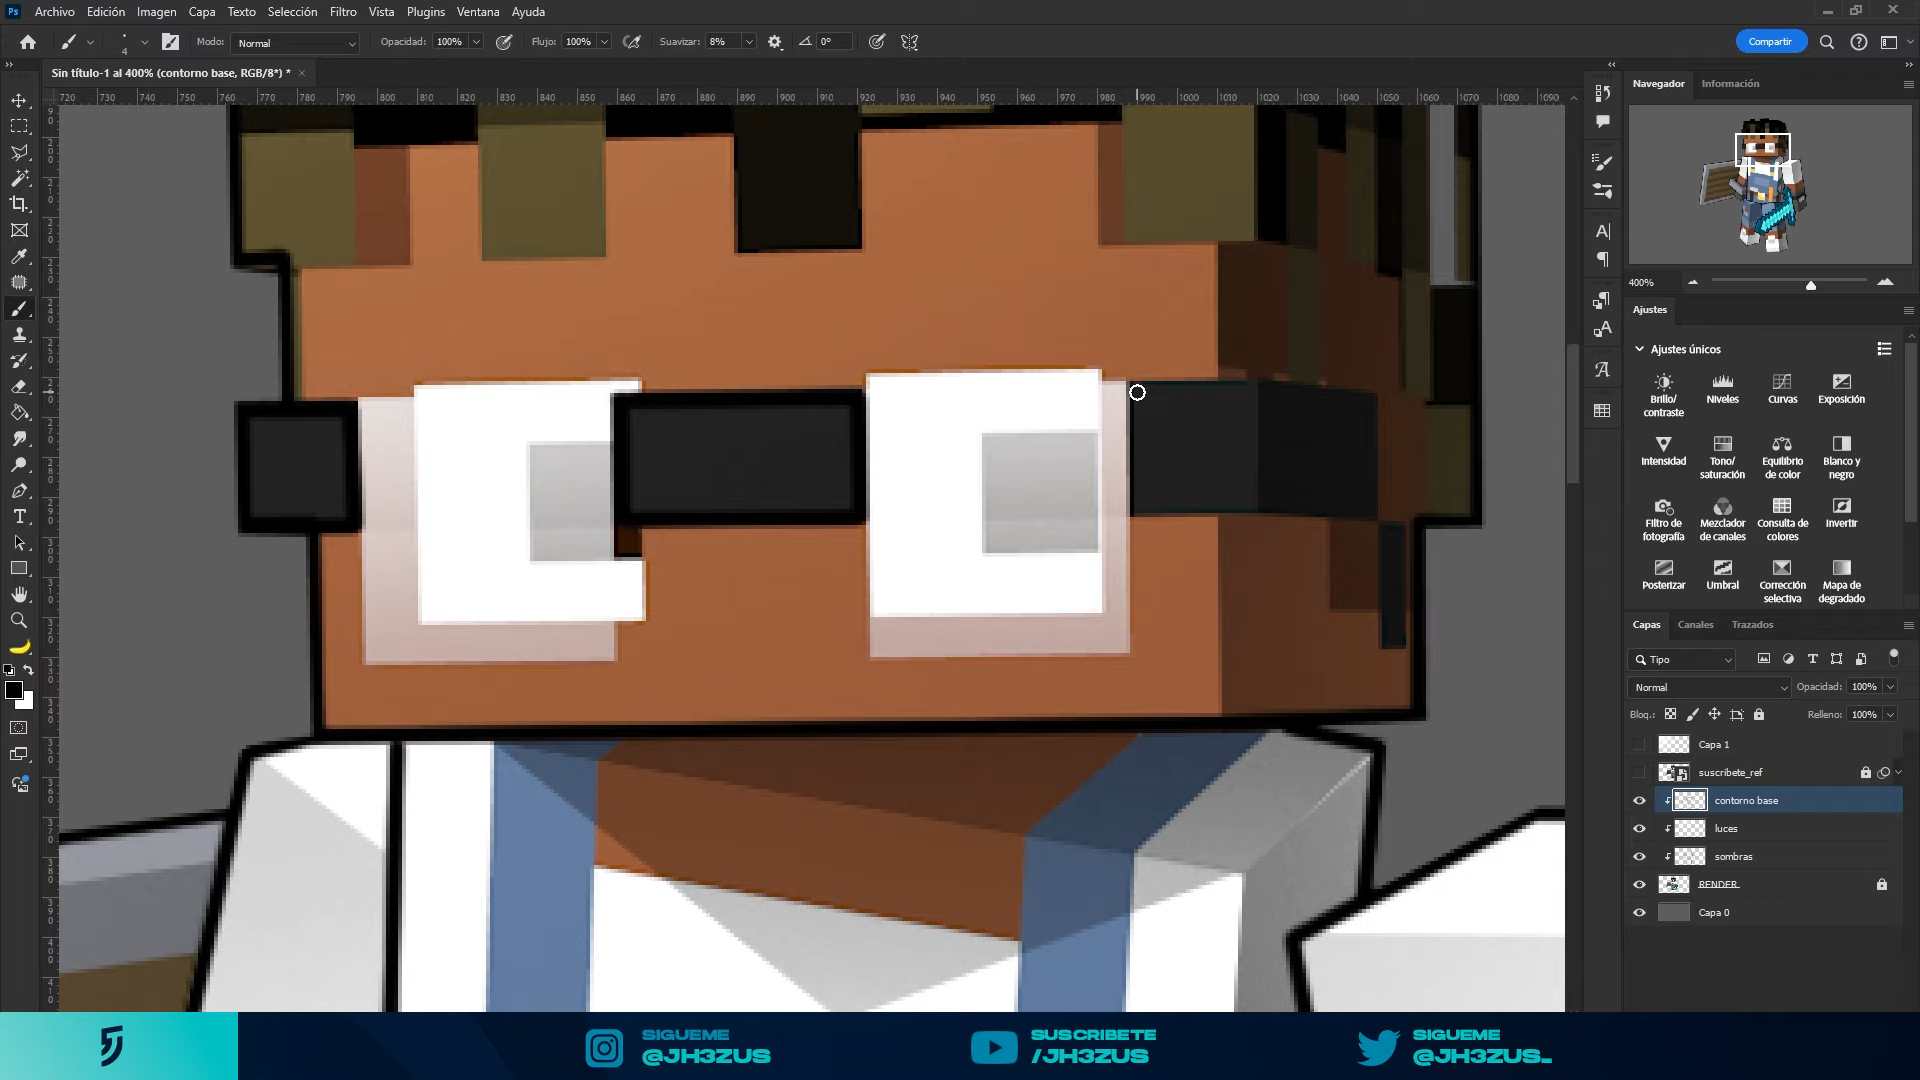 Ps Archivo Edición Imagen Capa Texto Selección Filtro Vista Plugins Ventana Ayuda
4 Modo: Normal Opacidad: 100% Flujo: 100% Suavizar: 8% 0° Compartir
Sin título-1 al 400% (contorno base, RGB/8*) *
720 730 740 750 760 770 780 790 800 810 820 830 840 850 860 870 880 890 900 910 920 930 940 950 960 970 980 990 1000 1010 1020 1030 1040 1050 1060 1070 1080 1090
Navegador Información
400%
Ajustes
Ajustes únicos
Brillo/
contraste
Niveles
Curvas
Exposición
Intensidad
Tono/
saturación
Equilibrio
de color
Blanco y
negro
Filtro de
fotografía
Mezclador
de canales
Consulta de
colores
Invertir
Posterizar
Umbral
Corrección
selectiva
Mapa de
degradado
Capas Canales Trazados
Tipo
Normal Opacidad: 100%
Bloq.: Relleno: 100%
Capa 1
suscribete_ref
contorno base
luces
sombras
RENDER
Capa 0
SIGUEME
@JH3ZUS
SUSCRIBETE
/JH3ZUS
SIGUEME
@JH3ZUS_